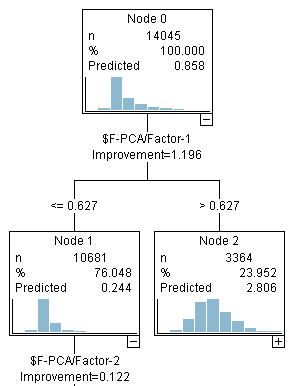 Node 0
n 14045
% 100.000
Predicted 0.858
$F-PCA/Factor-1
Improvement=1.196
<= 0.627 > 0.627
Node 1 Node 2
n 10681 n 3364
% 76.048 % 23.952
Predicted 0.244 Predicted 2.806
$F-PCA/Factor-2
Improvement=0.122